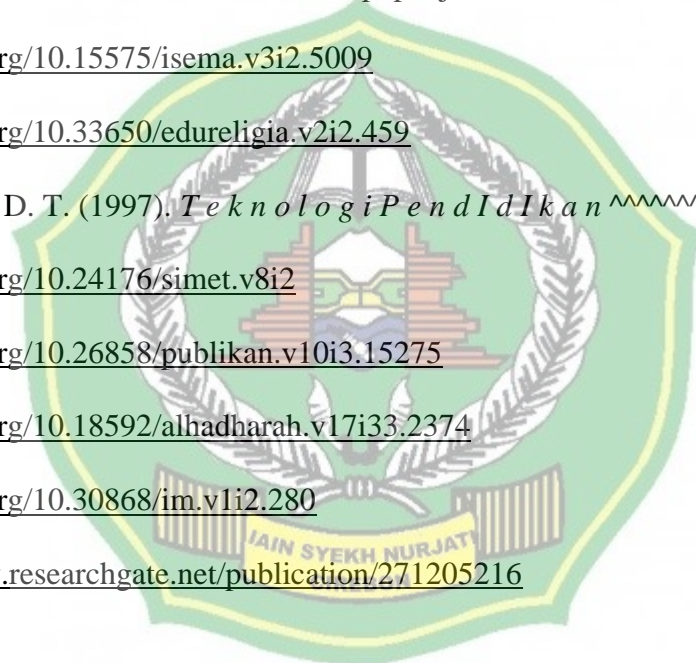 rg/10.15575/isema.v3i2.5009
rg/10.33650/edureligia.v2i2.459
D. T. (1997). T e k n o l o g i P e n d I d I k a n ^^^^^^^
rg/10.24176/simet.v8i2
rg/10.26858/publikan.v10i3.15275
rg/10.18592/alhadharah.v17i33.2374
rg/10.30868/im.v1i2.280
IAIN SYEKH NURJATI
CIREBON
.researchgate.net/publication/271205216